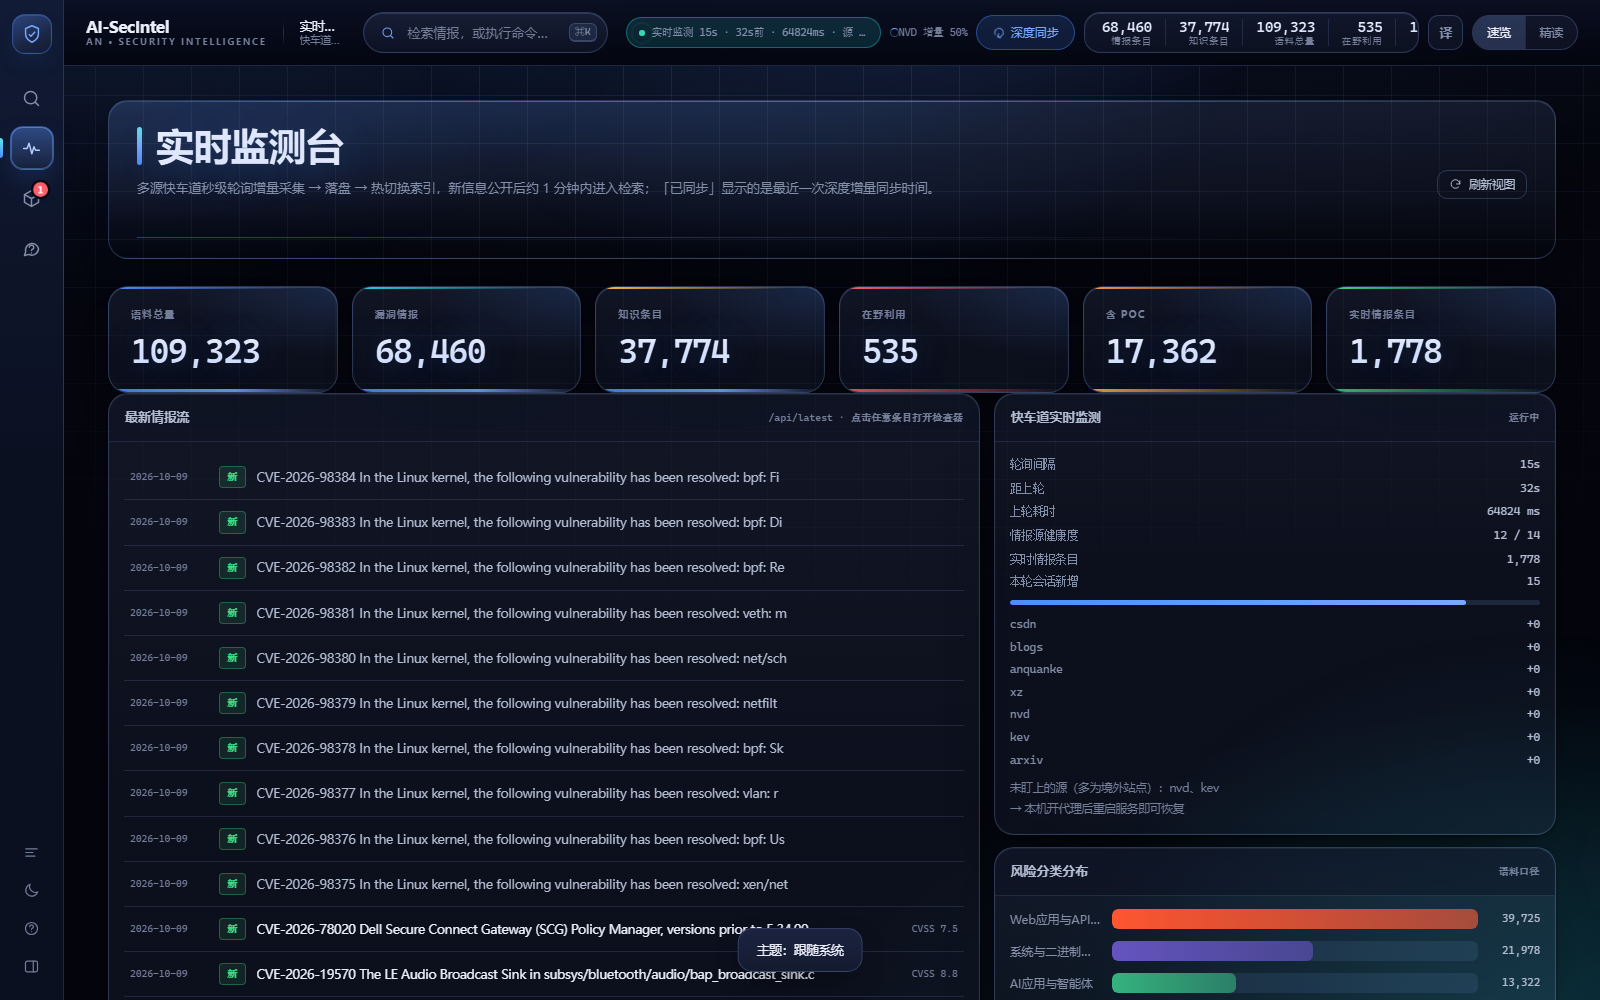 AI-SecIntel
AN • SECURITY INTELLIGENCE
实时...
快车道...
检索情报，或执行命令... ⌘K
实时监测 15s · 32s前 · 64824ms · 源 …
NVD 增量 50%
深度同步
68,460 情报条目
37,774 知识条目
109,323 语料总量
535 在野利用
1
译
速览
精读
1
实时监测台
多源快车道秒级轮询增量采集 → 落盘 → 热切换索引，新信息公开后约 1 分钟内进入检索；「已同步」显示的是最近一次深度增量同步时间。
刷新视图
语料总量
109,323
漏洞情报
68,460
知识条目
37,774
在野利用
535
含 POC
17,362
实时情报条目
1,778
最新情报流
/api/latest · 点击任意条目打开检查器
2026-10-09 新 CVE-2026-98384 In the Linux kernel, the following vulnerability has been resolved: bpf: Fi
2026-10-09 新 CVE-2026-98383 In the Linux kernel, the following vulnerability has been resolved: bpf: Di
2026-10-09 新 CVE-2026-98382 In the Linux kernel, the following vulnerability has been resolved: bpf: Re
2026-10-09 新 CVE-2026-98381 In the Linux kernel, the following vulnerability has been resolved: veth: m
2026-10-09 新 CVE-2026-98380 In the Linux kernel, the following vulnerability has been resolved: net/sch
2026-10-09 新 CVE-2026-98379 In the Linux kernel, the following vulnerability has been resolved: netfilt
2026-10-09 新 CVE-2026-98378 In the Linux kernel, the following vulnerability has been resolved: bpf: Sk
2026-10-09 新 CVE-2026-98377 In the Linux kernel, the following vulnerability has been resolved: vlan: r
2026-10-09 新 CVE-2026-98376 In the Linux kernel, the following vulnerability has been resolved: bpf: Us
2026-10-09 新 CVE-2026-98375 In the Linux kernel, the following vulnerability has been resolved: xen/net
2026-10-09 新 CVE-2026-78020 Dell Secure Connect Gateway (SCG) Policy Manager, versions prior to CVSS 7.5
2026-10-09 新 CVE-2026-19570 The LE Audio Broadcast Sink in subsys/bluetooth/audio/bap_broadcast_sink.c CVSS 8.8
主题：跟随系统
快车道实时监测
运行中
轮询间隔 15s
距上轮 32s
上轮耗时 64824 ms
情报源健康度 12 / 14
实时情报条目 1,778
本轮会话新增 15
csdn +0
blogs +0
anquanke +0
xz +0
nvd +0
kev +0
arxiv +0
未盯上的源（多为境外站点）: nvd、kev
→ 本机开代理后重启服务即可恢复
风险分类分布
语料口径
Web应用与API... 39,725
系统与二进制... 21,978
AI应用与智能体 13,322